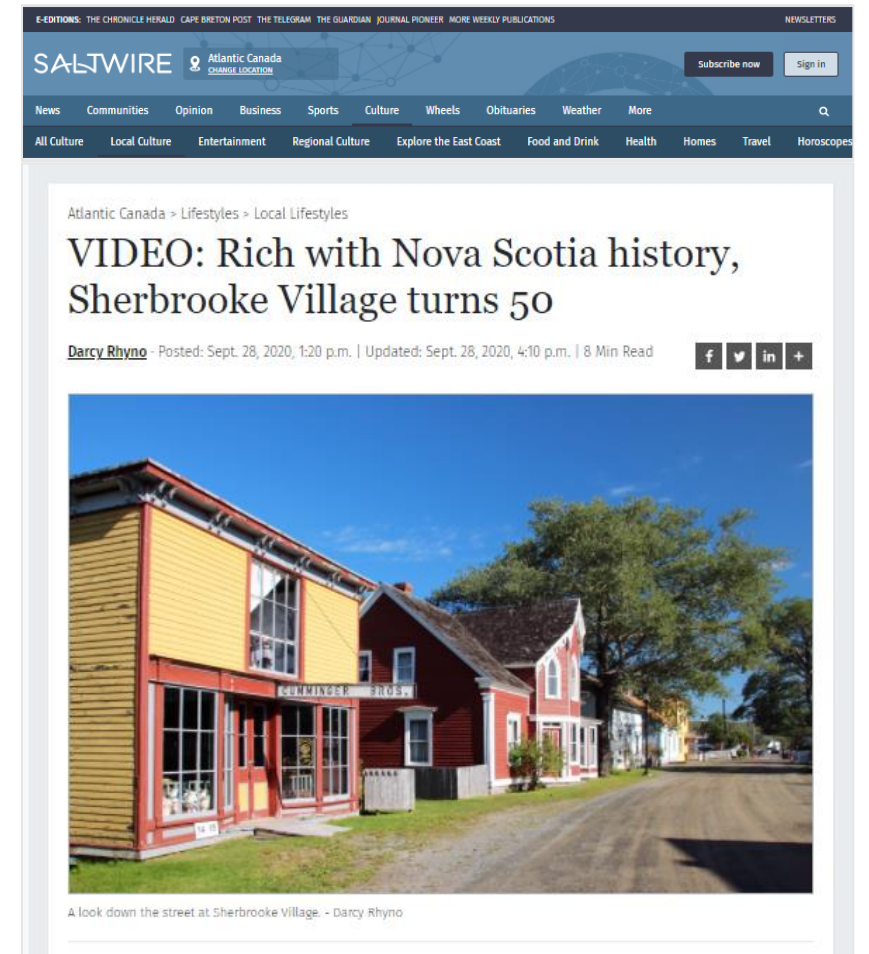 E-EDITIONS: THE CHRONICLE HERALD CAPE BRETON POST THE TELEGRAM THE GUARDIAN JOURNAL PIONEER MORE WEEKLY PUBLICATIONS NEWSLETTERS
SALTWIRE Atlantic Canada
CHANGE LOCATION
Subscribe now Sign in
News Communities Opinion Business Sports Culture Wheels Obituaries Weather More
All Culture Local Culture Entertainment Regional Culture Explore the East Coast Food and Drink Health Homes Travel Horoscopes
Atlantic Canada > Lifestyles > Local Lifestyles
VIDEO: Rich with Nova Scotia history,
Sherbrooke Village turns 50
Darcy Rhyno - Posted: Sept. 28, 2020, 1:20 p.m. | Updated: Sept. 28, 2020, 4:10 p.m. | 8 Min Read
CUMMINGER BROS.
A look down the street at Sherbrooke Village. - Darcy Rhyno